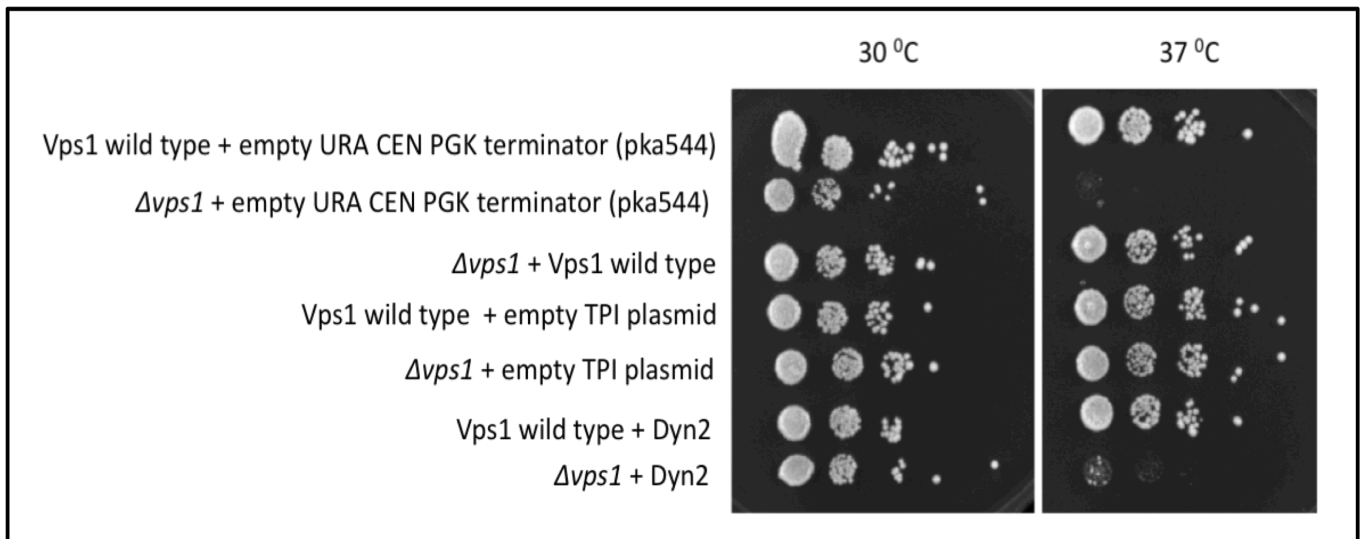 30 ⁰C 37 ⁰C
Vps1 wild type + empty URA CEN PGK terminator (pka544)
Δvps1 + empty URA CEN PGK terminator (pka544)
Δvps1 + Vps1 wild type
Vps1 wild type + empty TPI plasmid
Δvps1 + empty TPI plasmid
Vps1 wild type + Dyn2
Δvps1 + Dyn2